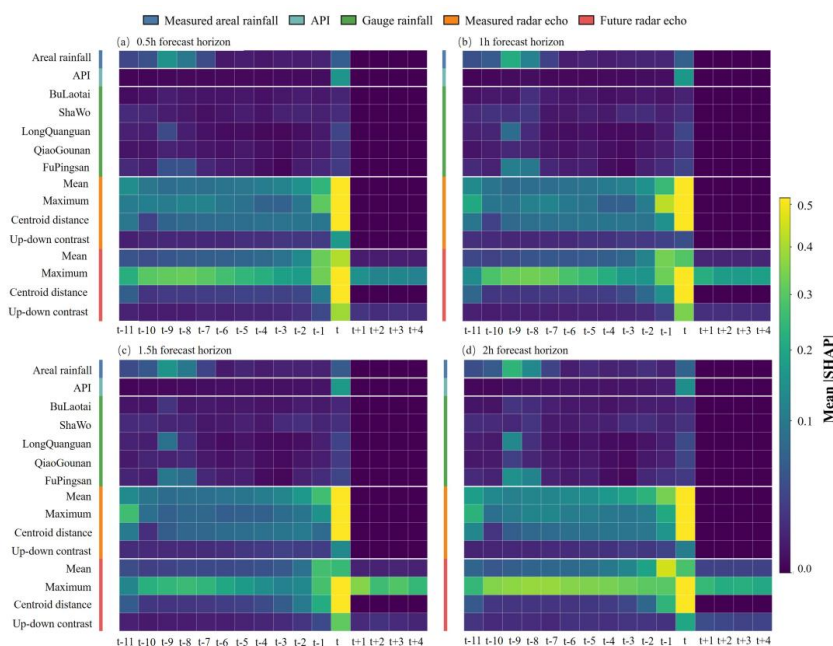 Measured areal rainfall API Gauge rainfall Measured radar echo Future radar echo
(a) 0.5h forecast horizon
(b) 1h forecast horizon
Areal rainfall
API
BuLaotai
ShaWo
LongQuanguan
QiaoGounan
FuPingsan
Mean
Maximum
Centroid distance
Up-down contrast
Mean
Maximum
Centroid distance
Up-down contrast
t-11 t-10 t-9 t-8 t-7 t-6 t-5 t-4 t-3 t-2 t-1 t t+1 t+2 t+3 t+4
t-11 t-10 t-9 t-8 t-7 t-6 t-5 t-4 t-3 t-2 t-1 t t+1 t+2 t+3 t+4
(c) 1.5h forecast horizon
(d) 2h forecast horizon
Areal rainfall
API
BuLaotai
ShaWo
LongQuanguan
QiaoGounan
FuPingsan
Mean
Maximum
Centroid distance
Up-down contrast
Mean
Maximum
Centroid distance
Up-down contrast
t-11 t-10 t-9 t-8 t-7 t-6 t-5 t-4 t-3 t-2 t-1 t t+1 t+2 t+3 t+4
t-11 t-10 t-9 t-8 t-7 t-6 t-5 t-4 t-3 t-2 t-1 t t+1 t+2 t+3 t+4
0.5
0.4
0.3
0.2
0.1
0.0
Mean |SHAP|